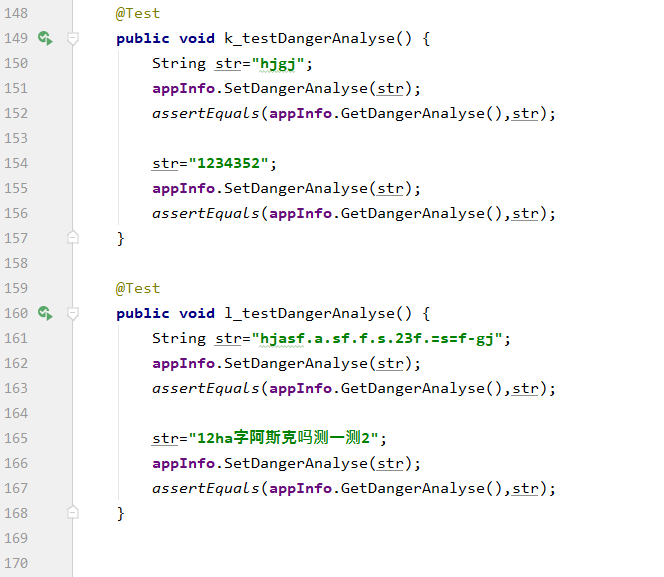 148 @Test
149 public void k_testDangerAnalyse() {
150 String str="hjgj";
151 appInfo.SetDangerAnalyse(str);
152 assertEquals(appInfo.GetDangerAnalyse(),str);
153
154 str="1234352";
155 appInfo.SetDangerAnalyse(str);
156 assertEquals(appInfo.GetDangerAnalyse(),str);
157 }
158
159 @Test
160 public void l_testDangerAnalyse() {
161 String str="hjasf.a.sf.f.s.23f.=s=f-gj";
162 appInfo.SetDangerAnalyse(str);
163 assertEquals(appInfo.GetDangerAnalyse(),str);
164
165 str="12ha字阿斯克吗测一测2";
166 appInfo.SetDangerAnalyse(str);
167 assertEquals(appInfo.GetDangerAnalyse(),str);
168 }
169
170